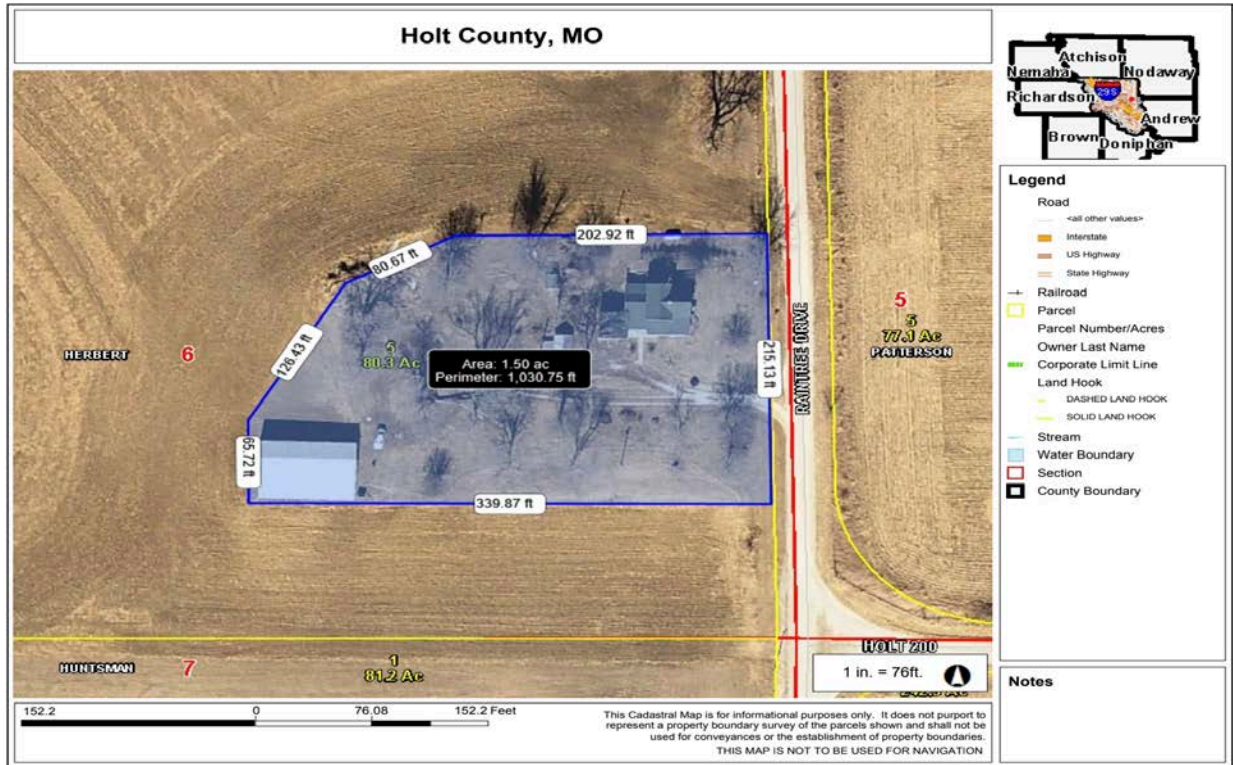 Holt County, MO
Atchison
Nemaha
Nodaway
Richardson
29 S
Andrew
Brown
Doniphan
202.92 ft
80.67 ft
126.43 ft
65.72 ft
339.87 ft
215.13 ft
Area: 1.50 ac
Perimeter: 1,030.75 ft
HERBERT
6
5
80.3 Ac
RAINTREE DRIVE
5
5
77.1 Ac
PATTERSON
HUNTSMAN
7
1
81.2 Ac
HOLT 200
1 in. = 76ft.
Legend
Road
<all other values>
Interstate
US Highway
State Highway
Railroad
Parcel
Parcel Number/Acres
Owner Last Name
Corporate Limit Line
Land Hook
DASHED LAND HOOK
SOLID LAND HOOK
Stream
Water Boundary
Section
County Boundary
Notes
152.2 0 76.08 152.2 Feet
This Cadastral Map is for informational purposes only. It does not purport to
represent a property boundary survey of the parcels shown and shall not be
used for conveyances or the establishment of property boundaries.
THIS MAP IS NOT TO BE USED FOR NAVIGATION